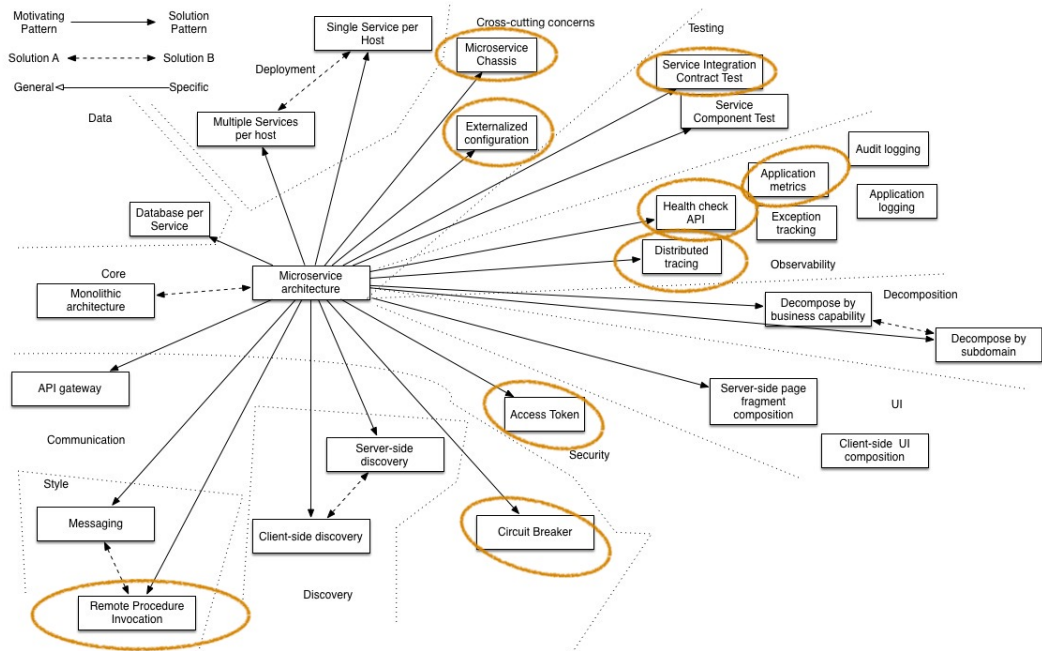 Motivating
Pattern
Solution
Pattern
Solution A
Solution B
General
Specific
Data
Deployment
Single Service per
Host
Multiple Services
per host
Cross-cutting concerns
Microservice
Chassis
Externalized
configuration
Testing
Service Integration
Contract Test
Service
Component Test
Audit logging
Application
metrics
Application
logging
Health check
API
Exception
tracking
Distributed
tracing
Observability
Database per
Service
Core
Monolithic
architecture
Microservice
architecture
Decomposition
Decompose by
business capability
Decompose by
subdomain
API gateway
Server-side page
fragment
composition
UI
Client-side UI
composition
Access Token
Security
Communication
Server-side
discovery
Style
Messaging
Client-side discovery
Circuit Breaker
Discovery
Remote Procedure
Invocation